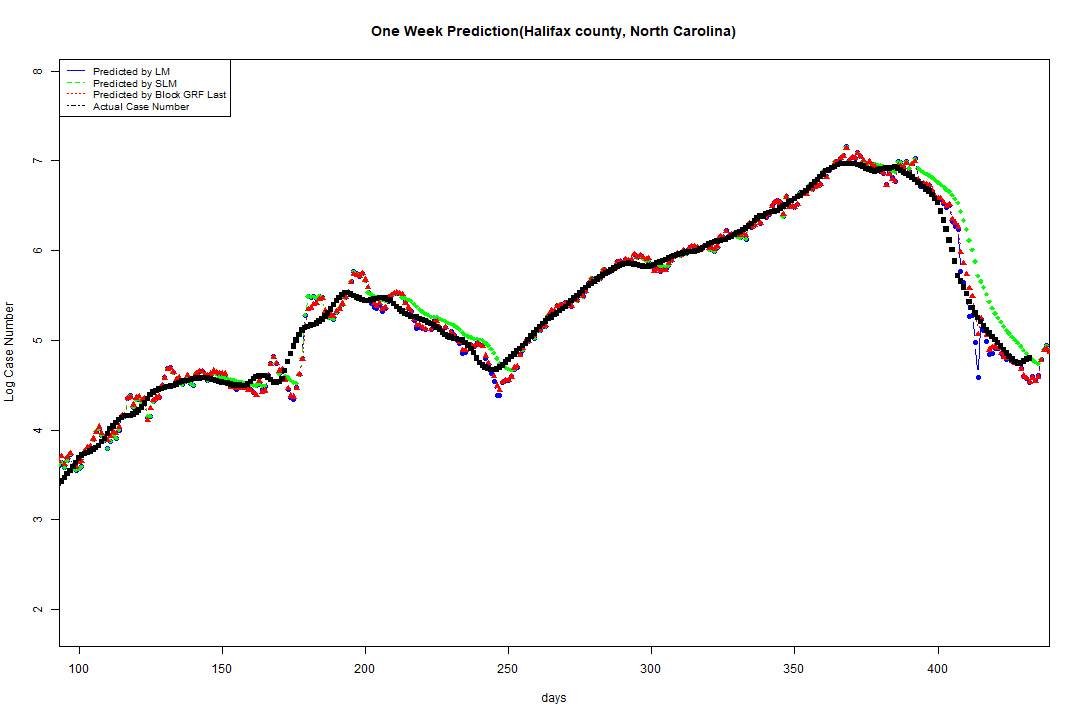 One Week Prediction(Halifax county, North Carolina)
Predicted by LM
Predicted by SLM
Predicted by Block GRF Last
Actual Case Number
8
7
6
5
4
3
2
Log Case Number
100 150 200 250 300 350 400
days